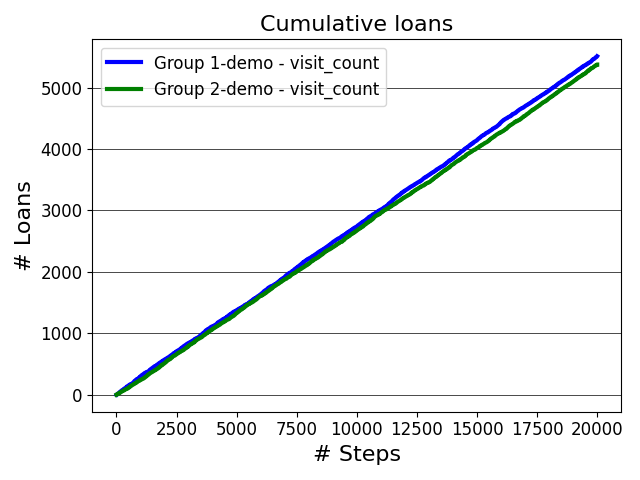 Cumulative loans
Group 1-demo - visit_count
Group 2-demo - visit_count
# Loans
5000
4000
3000
2000
1000
0
0 2500 5000 7500 10000 12500 15000 17500 20000
# Steps